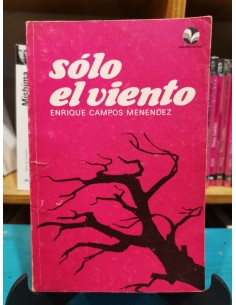 sólo
el viento
ENRIQUE CAMPOS MENENDEZ
Mishima